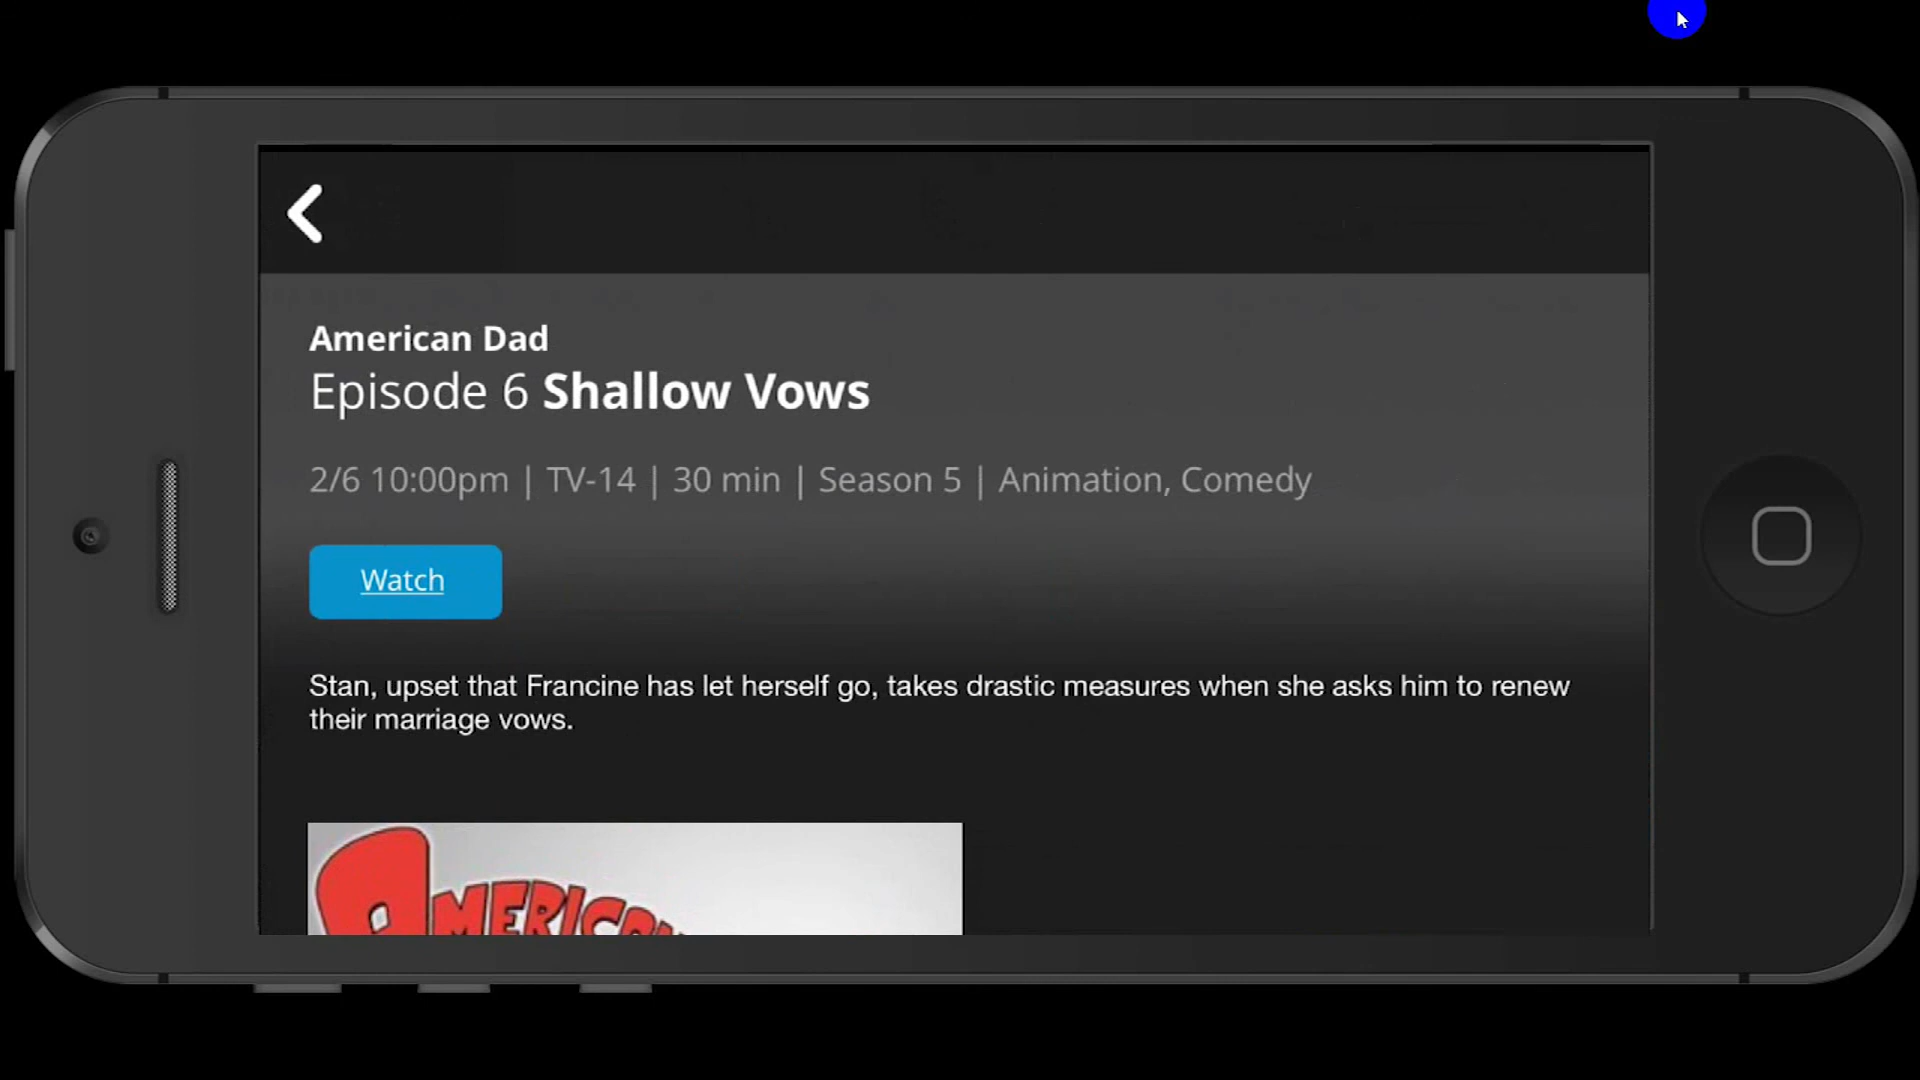 American Dad
Episode 6 Shallow Vows
2/6 10:00pm | TV-14 | 30 min | Season 5 | Animation, Comedy
Watch
Stan, upset that Francine has let herself go, takes drastic measures when she asks him to renew
their marriage vows.
AMERICAN